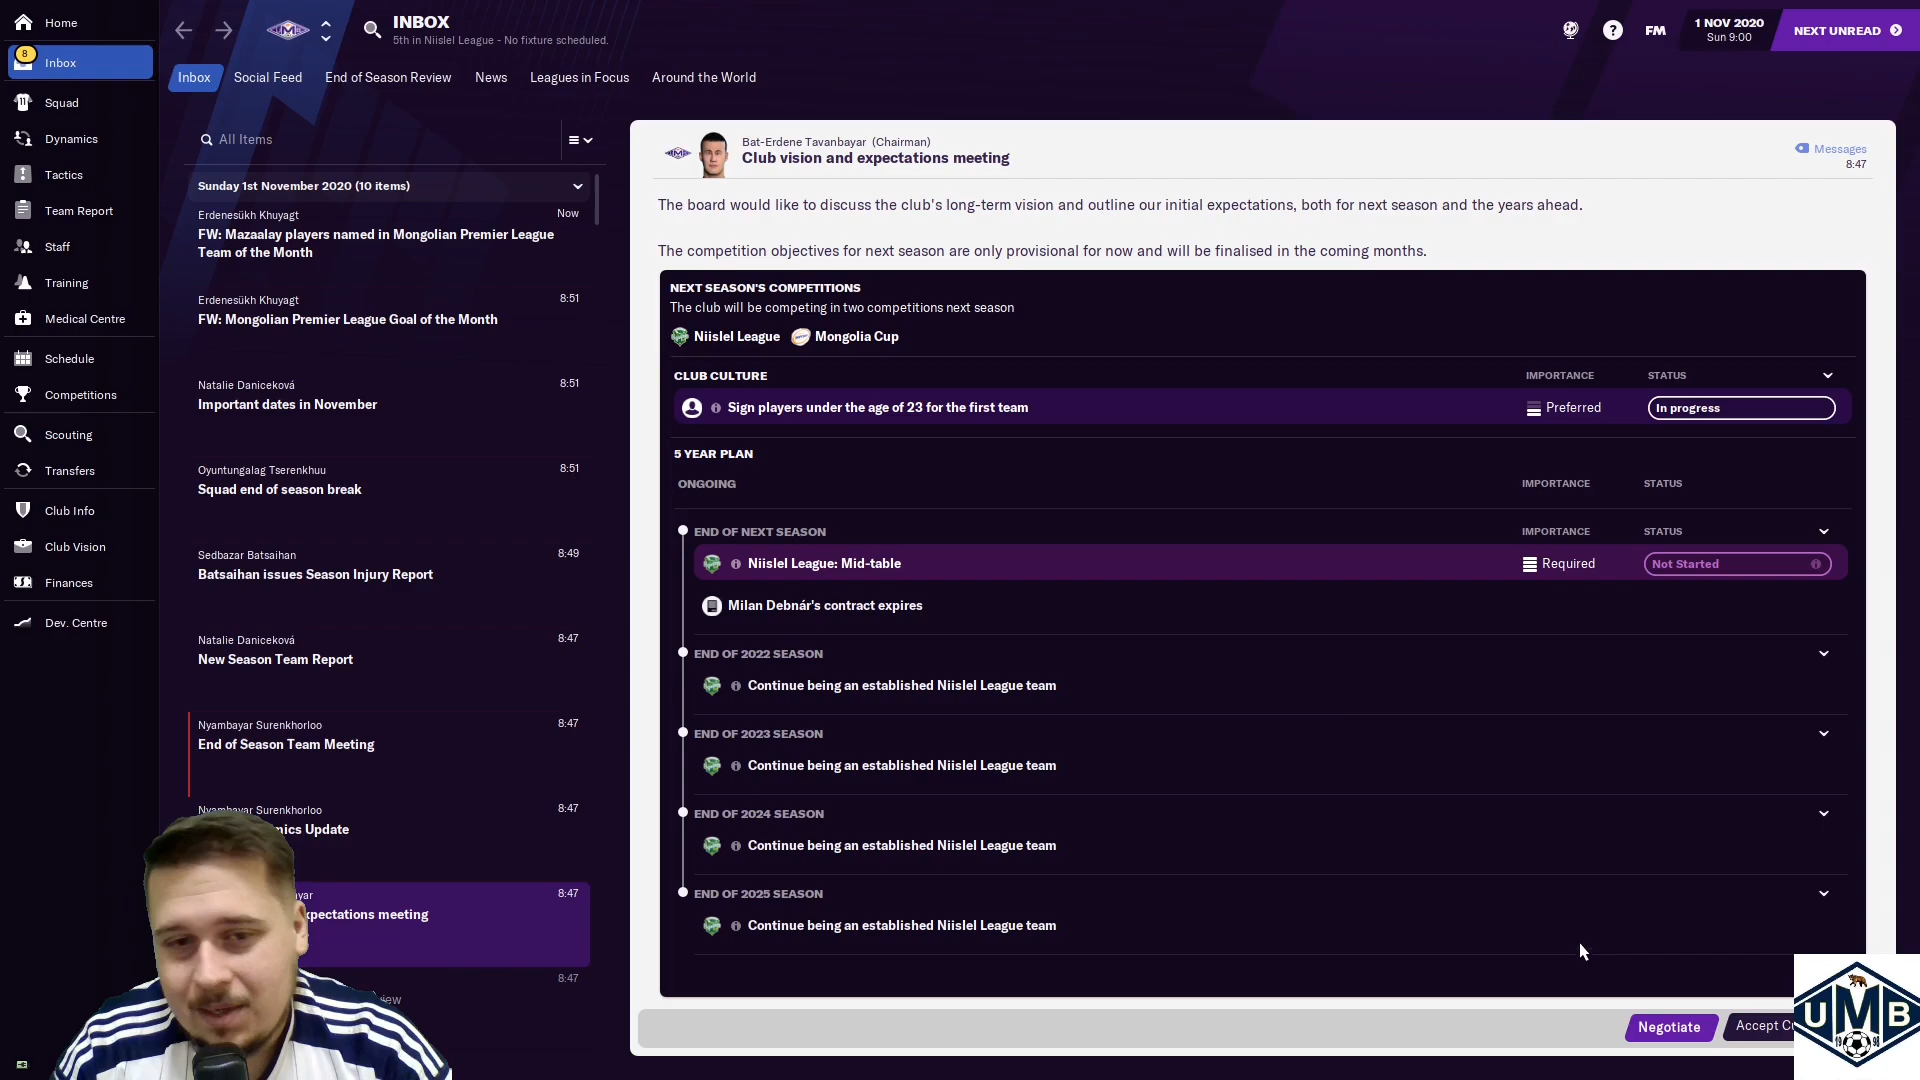 Home
Inbox
8
Squad
Dynamics
Tactics
Team Report
Staff
Training
Medical Centre
Schedule
Competitions
Scouting
Transfers
Club Info
Club Vision
Finances
Dev. Centre
INBOX
5th in Niislel League - No fixture scheduled.
FM
1 NOV 2020
Sun 9:00
NEXT UNREAD
Inbox
Social Feed
End of Season Review
News
Leagues in Focus
Around the World
All Items
Sunday 1st November 2020 (10 items)
Erdenesükh Khuyagt
Now
FW: Mazaalay players named in Mongolian Premier League
Team of the Month
Erdenesükh Khuyagt
8:51
FW: Mongolian Premier League Goal of the Month
Natalie Daniceková
8:51
Important dates in November
Oyuntungalag Tserenkhuu
8:51
Squad end of season break
Sedbazar Batsaihan
8:49
Batsaihan issues Season Injury Report
Natalie Daniceková
8:47
New Season Team Report
Nyambayar Surenkhorloo
8:47
End of Season Team Meeting
Nyambayar Surenkhorloo
8:47
mics Update
8:47
expectations meeting
8:47
Bat-Erdene Tavanbayar (Chairman)
Club vision and expectations meeting
Messages
8:47
The board would like to discuss the club's long-term vision and outline our initial expectations, both for next season and the years ahead.
The competition objectives for next season are only provisional for now and will be finalised in the coming months.
NEXT SEASON'S COMPETITIONS
The club will be competing in two competitions next season
Niislel League
Mongolia Cup
CLUB CULTURE
IMPORTANCE
STATUS
Sign players under the age of 23 for the first team
Preferred
In progress
5 YEAR PLAN
ONGOING
IMPORTANCE
STATUS
END OF NEXT SEASON
IMPORTANCE
STATUS
Niislel League: Mid-table
Required
Not Started
Milan Debnár's contract expires
END OF 2022 SEASON
Continue being an established Niislel League team
END OF 2023 SEASON
Continue being an established Niislel League team
END OF 2024 SEASON
Continue being an established Niislel League team
END OF 2025 SEASON
Continue being an established Niislel League team
Negotiate
Accept
UMB
1998